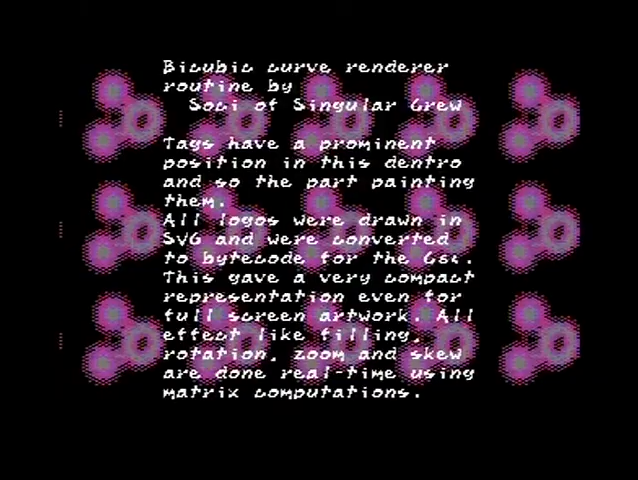 Bicubic curve renderer
routine by
Soci of Singular Crew
Tags have a prominent
position in this dentro
and so the part painting
them.
All logos were drawn in
SVG and were converted
to bytecode for the C64.
This gave a very compact
representation even for
full screen artwork. All
effect like filling,
rotation, zoom and skew
are done real-time using
matrix computations.